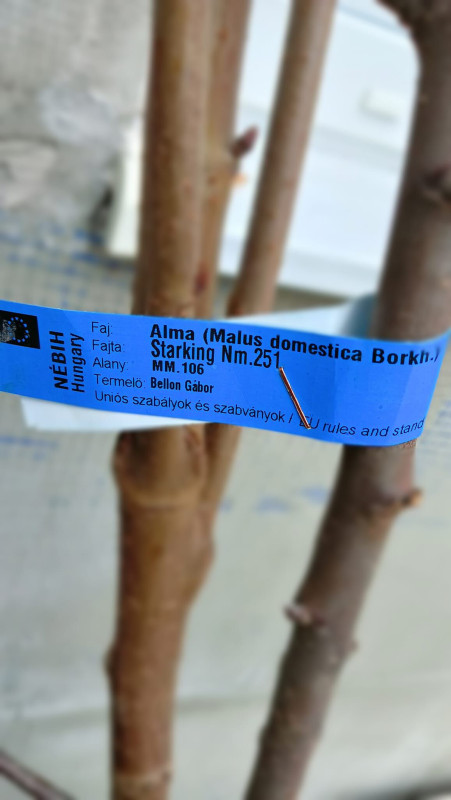 NÉBIH
Hungary
Faj: Alma (Malus domestica Borkh.)
Fajta: Starking Nm.251
Alany: MM.106
Termelő: Bellon Gábor
Uniós szabályok és szabványok / EU rules and stand